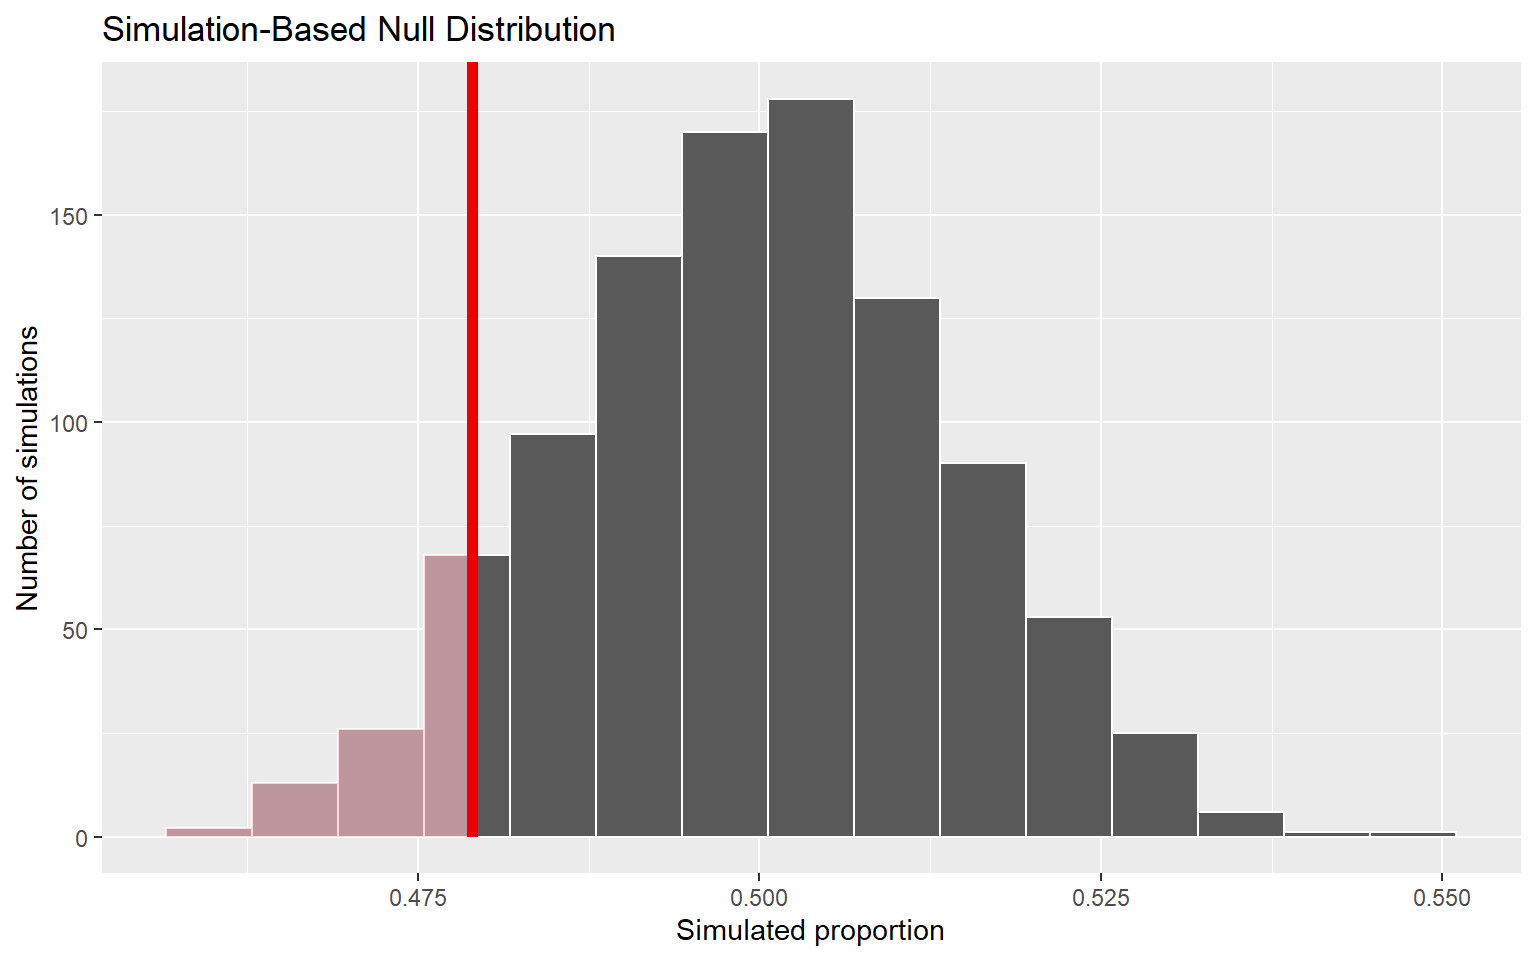 Simulation-Based Null Distribution
Number of simulations
150
100
50
0
0.475 0.500 0.525 0.550
Simulated proportion